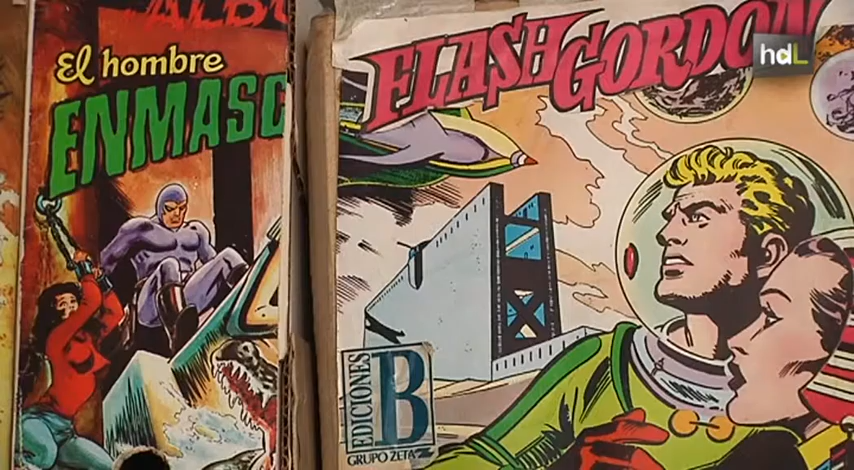 El hombre
ENMASC
FLASH GORDON
hdL
EDICIONES
B
GRUPO ZETA